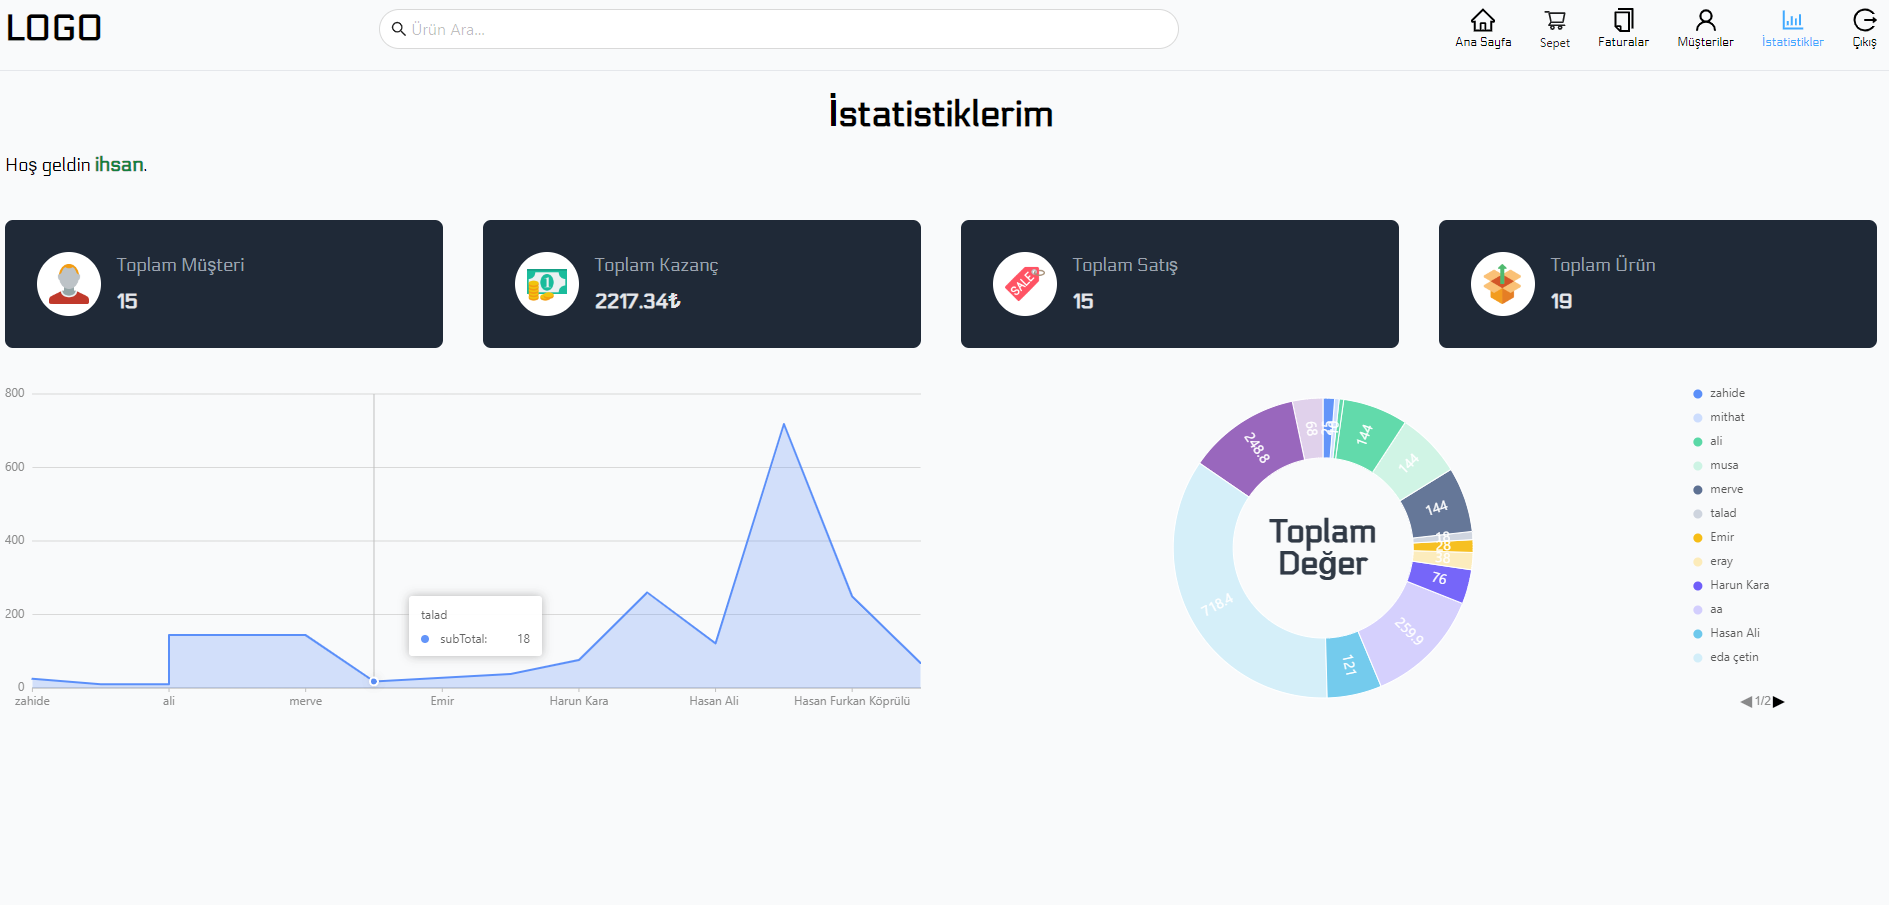 LOGO
Ürün Ara...
Ana Sayfa
Sepet
Faturalar
Müşteriler
İstatistikler
Çıkış
İstatistiklerim
Hoş geldin ihsan.
Toplam Müşteri
15
Toplam Kazanç
2217.34₺
Toplam Satış
15
Toplam Ürün
19
800
600
400
200
0
zahide
ali
merve
Emir
Harun Kara
Hasan Ali
Hasan Furkan Köprülü
talad
subTotal: 18
Toplam
Değer
25
144
144
144
18
28
38
76
259.9
121
718.4
248.8
68
zahide
mithat
ali
musa
merve
talad
Emir
eray
Harun Kara
aa
Hasan Ali
eda çetin
1/2